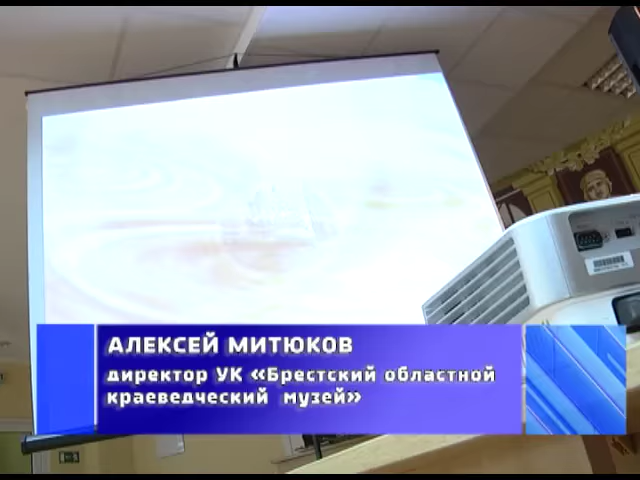 АЛЕКСЕЙ МИТЮКОВ
директор УК «Брестский областной
краеведческий музей»